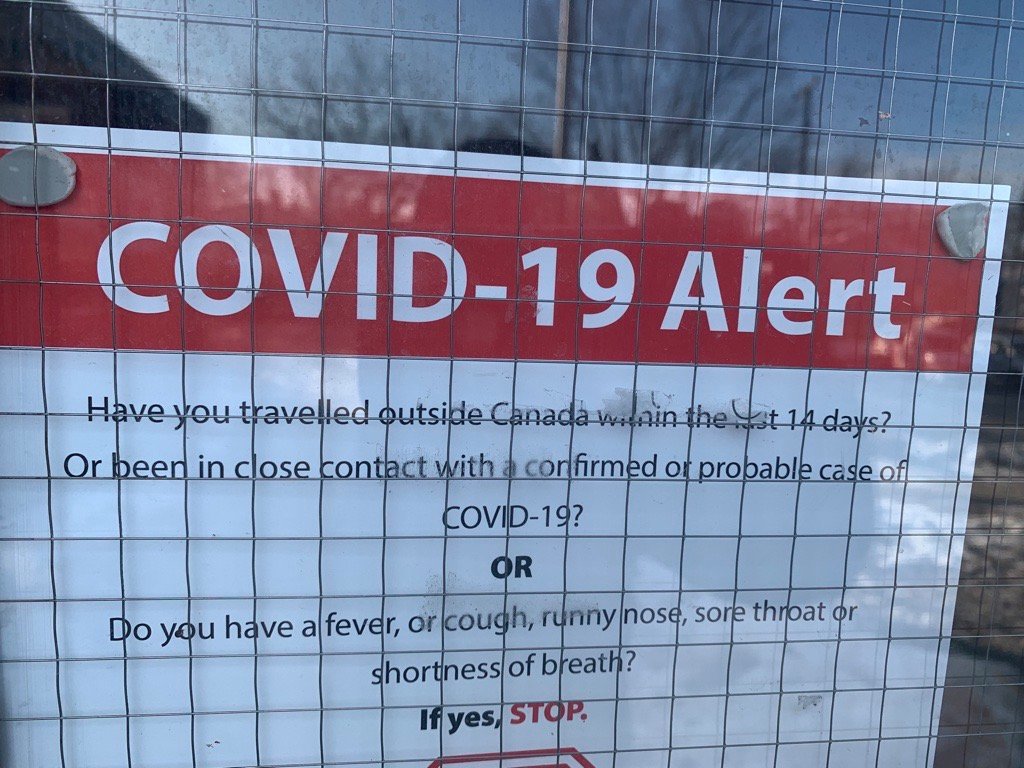 COVID-19 Alert
Have you travelled outside Canada within the last 14 days?
Or been in close contact with a confirmed or probable case of
COVID-19?
OR
Do you have a fever, or cough, runny nose, sore throat or
shortness of breath?
If yes, STOP.